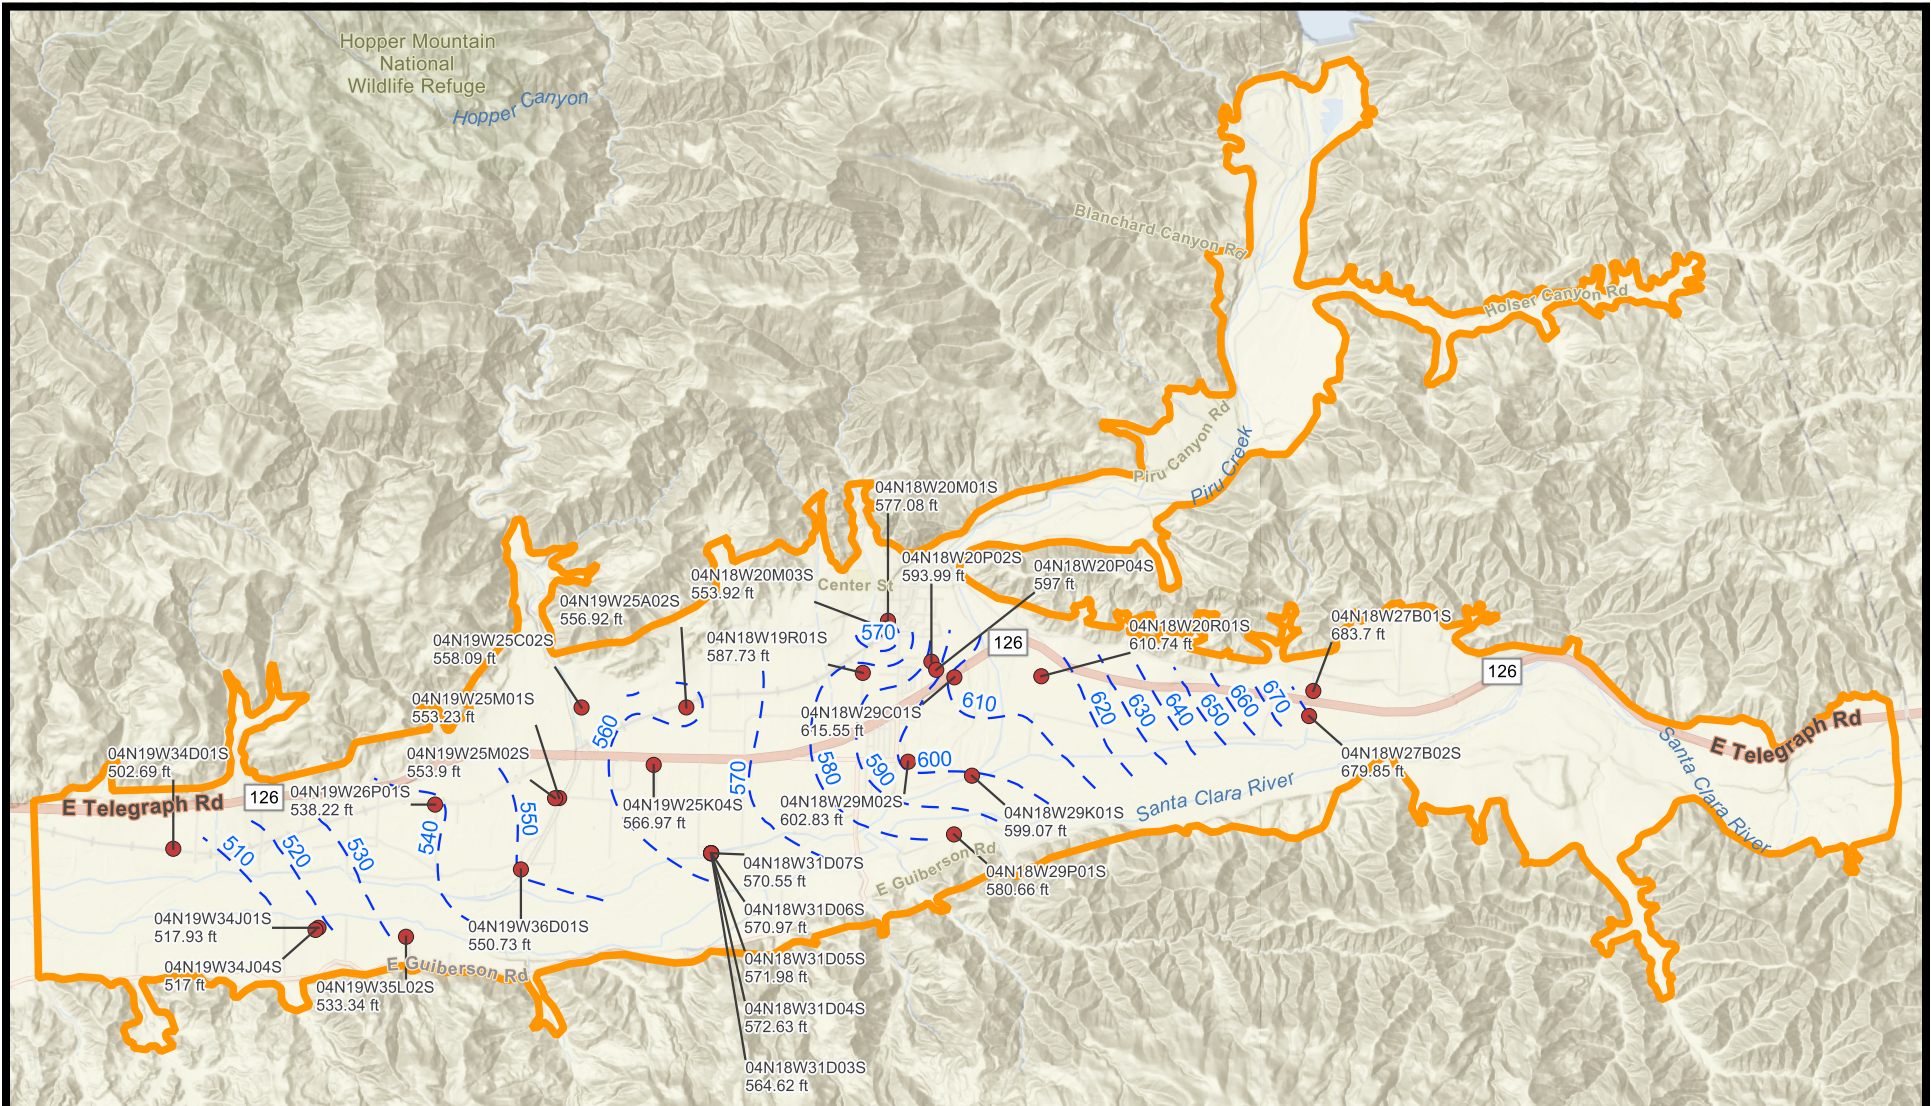 Hopper Mountain
National
Wildlife Refuge
Hopper Canyon
Blanchard Canyon Rd
Holser Canyon Rd
Piru Canyon Rd
Piru Creek
04N18W20M01S
577.08 ft
04N18W20P02S
593.99 ft
04N18W20P04S
597 ft
04N18W20M03S
553.92 ft
Center St
04N19W25A02S
556.92 ft
04N18W27B01S
683.7 ft
04N18W20R01S
610.74 ft
04N19W25C02S
558.09 ft
04N18W19R01S
587.73 ft
570
126
126
04N19W25M01S
553.23 ft
04N18W29C01S
615.55 ft
610
620
630
640
650
660
670
560
E Telegraph Rd
Santa Clara River
04N19W34D01S
502.69 ft
04N19W25M02S
553.9 ft
04N18W27B02S
679.85 ft
570
580
590
600
126
E Telegraph Rd
04N19W26P01S
538.22 ft
04N19W25K04S
566.97 ft
04N18W29M02S
602.83 ft
04N18W29K01S
599.07 ft
Santa Clara River
510
520
530
540
550
04N18W31D07S
570.55 ft
E Guiberson Rd
04N18W29P01S
580.66 ft
04N19W34J01S
517.93 ft
04N19W36D01S
550.73 ft
04N18W31D06S
570.97 ft
04N19W34J04S
517 ft
E Guiberson Rd
04N18W31D05S
571.98 ft
04N19W35L02S
533.34 ft
04N18W31D04S
572.63 ft
04N18W31D03S
564.62 ft